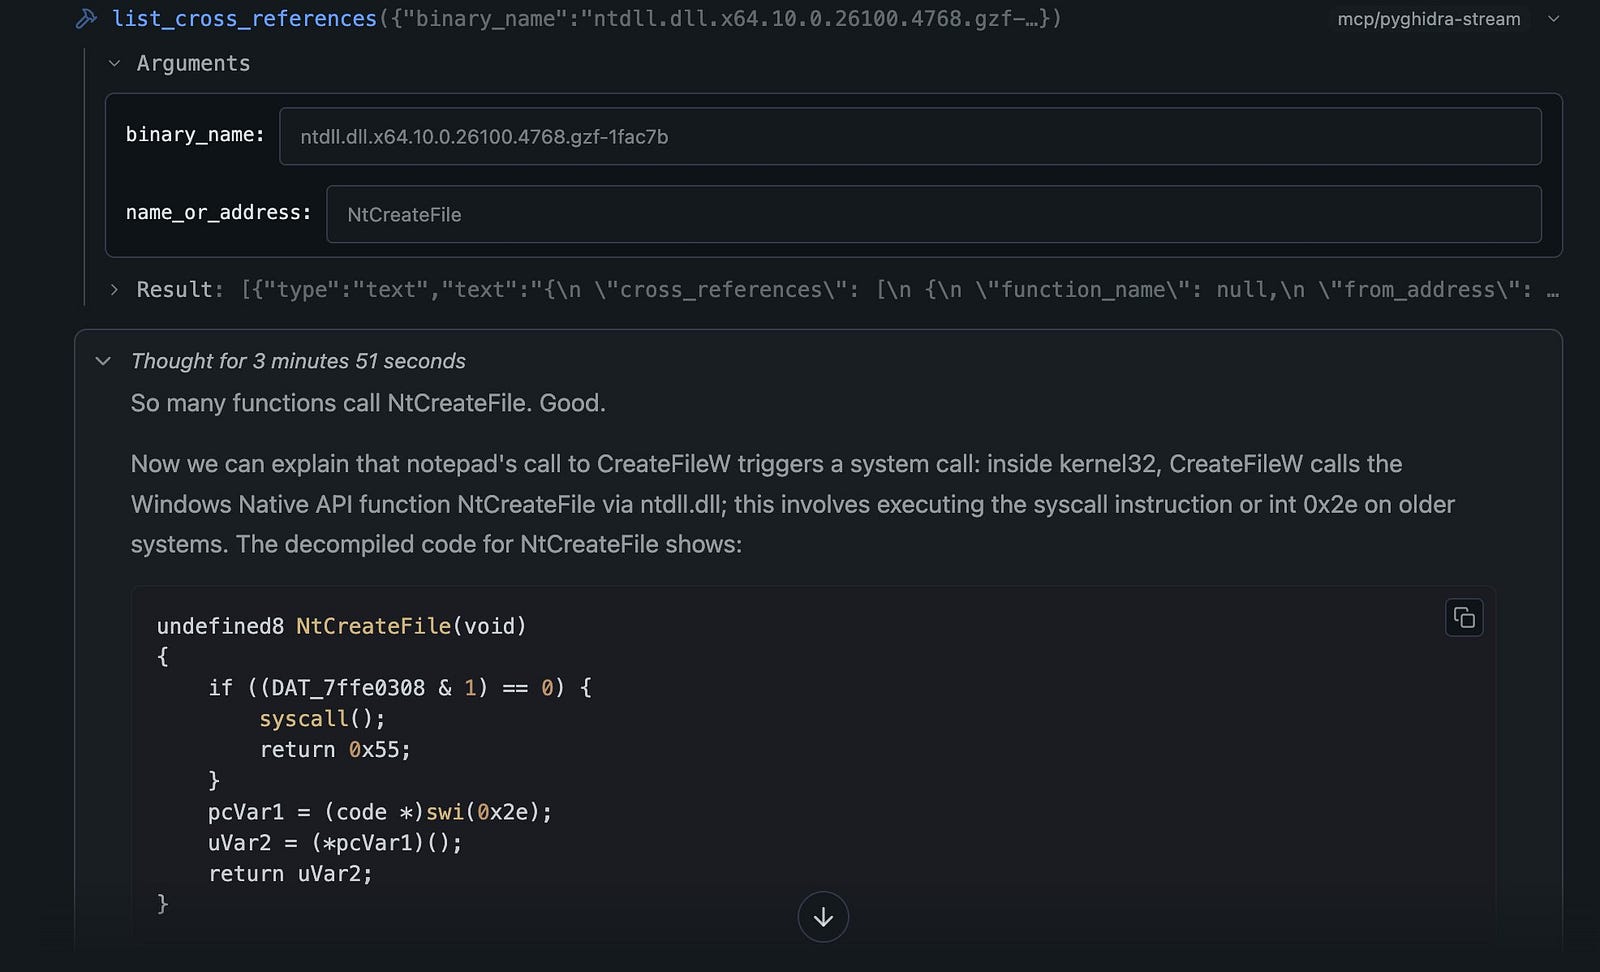 list_cross_references({"binary_name":"ntdll.dll.x64.10.0.26100.4768.gzf-…})
mcp/pyghidra-stream
Arguments
binary_name:
ntdll.dll.x64.10.0.26100.4768.gzf-1fac7b
name_or_address:
NtCreateFile
Result: [{"type":"text","text":"{\n \"cross_references\": [\n {\n \"function_name\": null,\n \"from_address\": …
Thought for 3 minutes 51 seconds
So many functions call NtCreateFile. Good.
Now we can explain that notepad's call to CreateFileW triggers a system call: inside kernel32, CreateFileW calls the
Windows Native API function NtCreateFile via ntdll.dll; this involves executing the syscall instruction or int 0x2e on older
systems. The decompiled code for NtCreateFile shows:
undefined8 NtCreateFile(void)
{
    if ((DAT_7ffe0308 & 1) == 0) {
        syscall();
        return 0x55;
    }
    pcVar1 = (code *)swi(0x2e);
    uVar2 = (*pcVar1)();
    return uVar2;
}